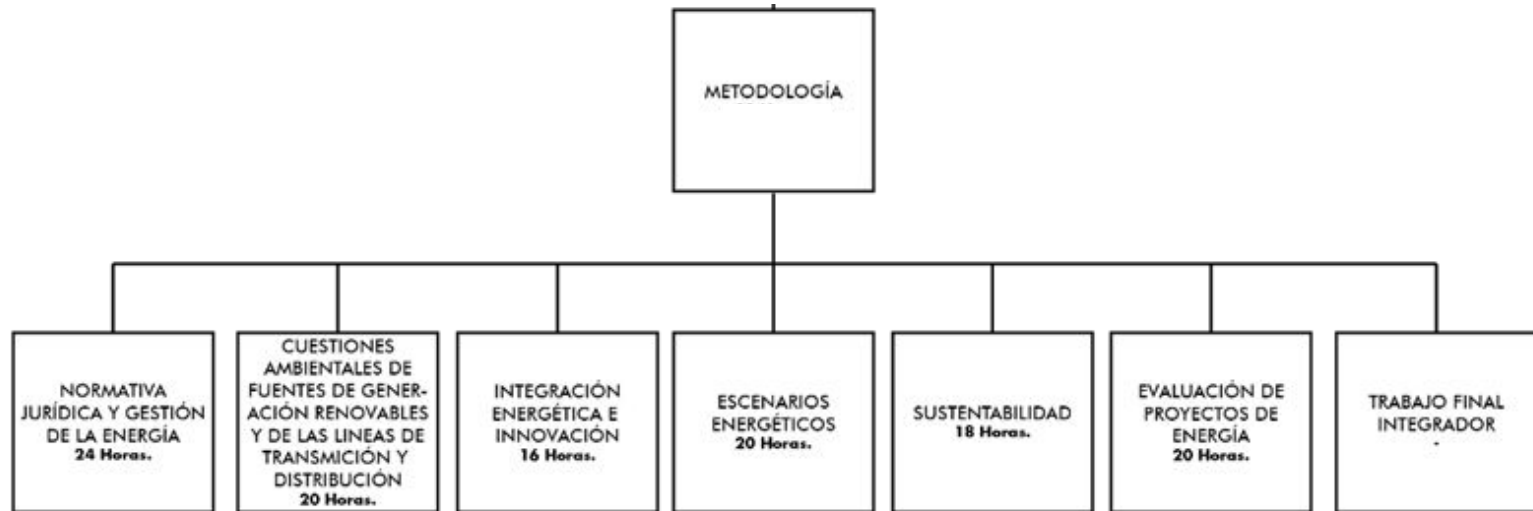 METODOLOGÍA
NORMATIVA
JURÍDICA Y GESTIÓN
DE LA ENERGÍA
24 Horas.
CUESTIONES
AMBIENTALES DE
FUENTES DE GENER-
ACIÓN RENOVABLES
Y DE LAS LINEAS DE
TRANSMICIÓN Y
DISTRIBUCIÓN
20 Horas.
INTEGRACIÓN
ENERGÉTICA E
INNOVACIÓN
16 Horas.
ESCENARIOS
ENERGÉTICOS
20 Horas.
SUSTENTABILIDAD
18 Horas.
EVALUACIÓN DE
PROYECTOS DE
ENERGÍA
20 Horas.
TRABAJO FINAL
INTEGRADOR
-